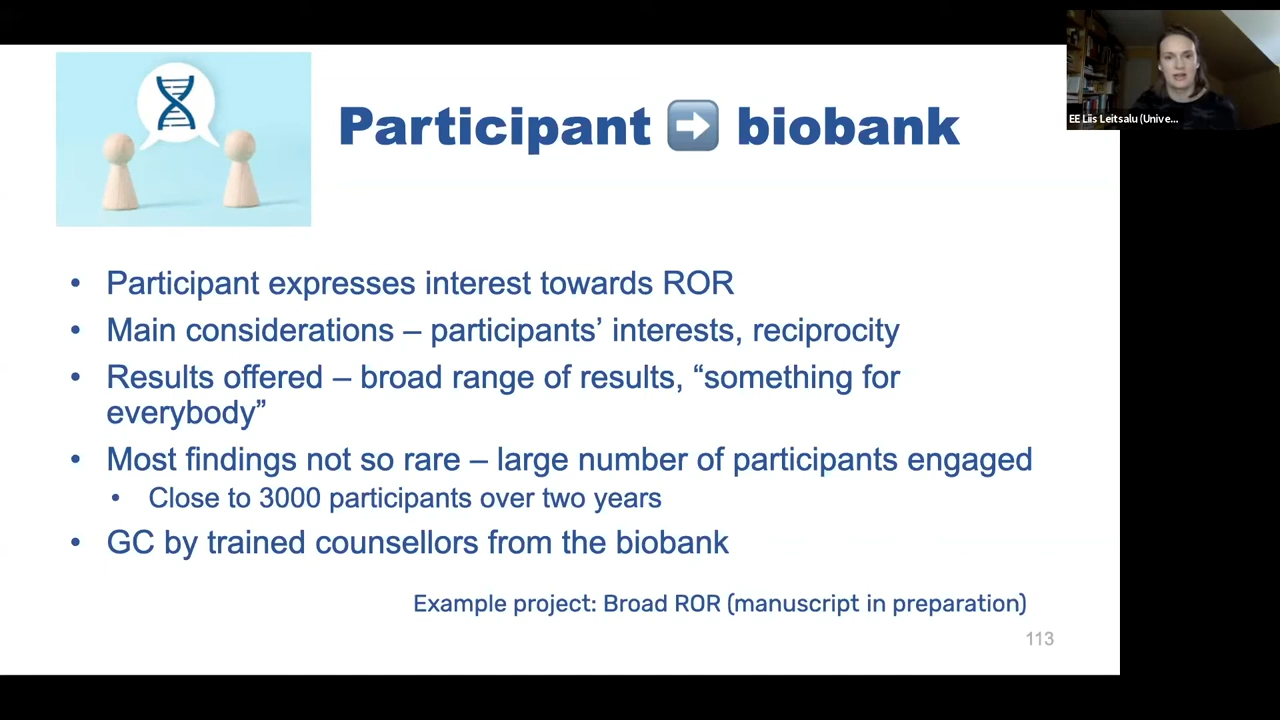 EE Liis Leitsalu (Unive...
Participant ➡ biobank
• Participant expresses interest towards ROR
• Main considerations – participants’ interests, reciprocity
• Results offered – broad range of results, “something for
everybody”
• Most findings not so rare – large number of participants engaged
• Close to 3000 participants over two years
• GC by trained counsellors from the biobank
Example project: Broad ROR (manuscript in preparation)
113